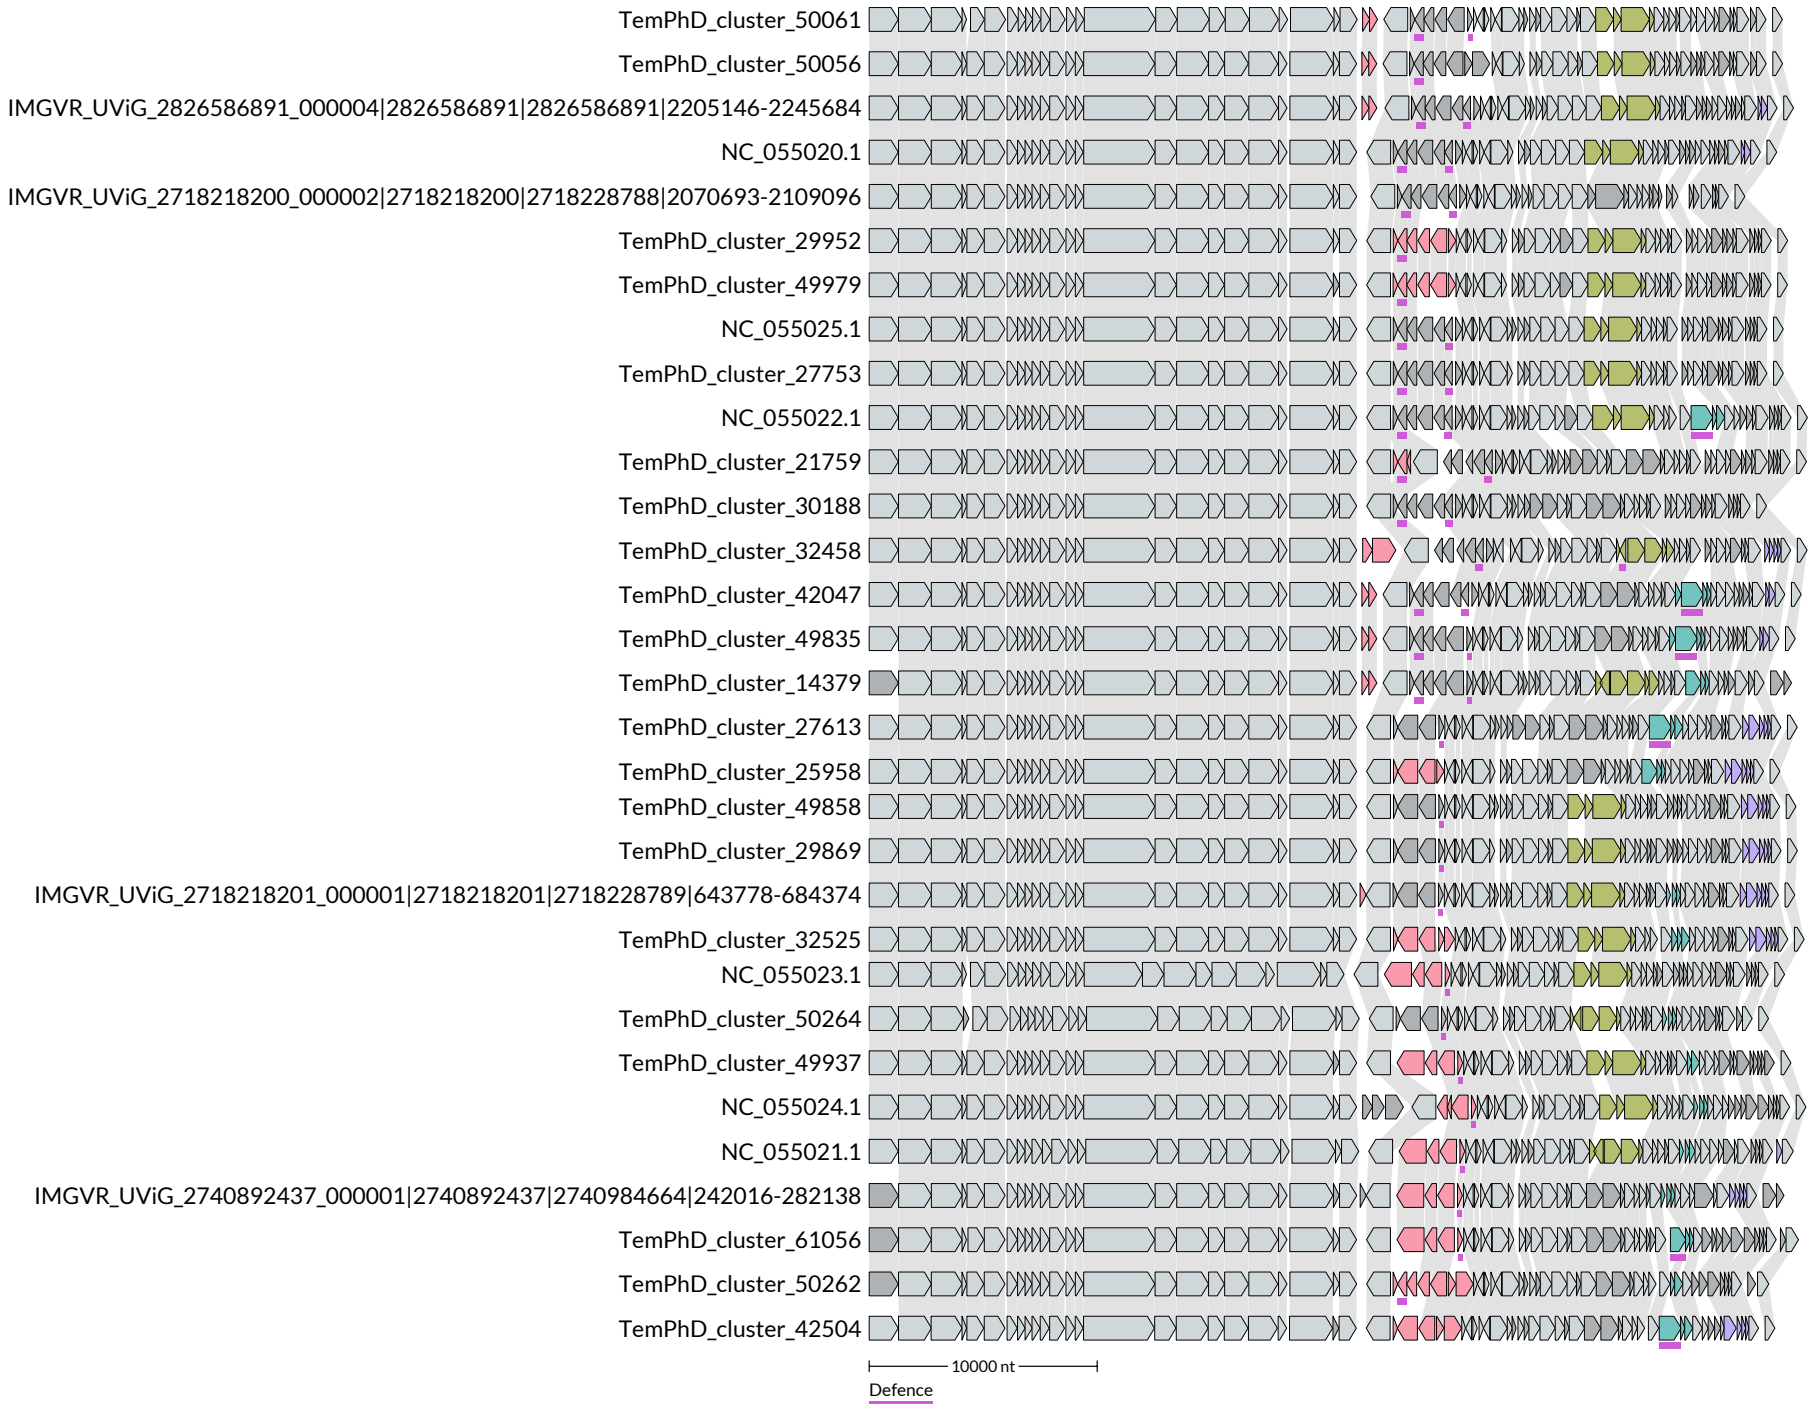 TemPhD_cluster_50061
TemPhD_cluster_50056
IMGVR_UViG_2826586891_000004|2826586891|2826586891|2205146-2245684
NC_055020.1
IMGVR_UViG_2718218200_000002|2718218200|2718228788|2070693-2109096
TemPhD_cluster_29952
TemPhD_cluster_49979
NC_055025.1
TemPhD_cluster_27753
NC_055022.1
TemPhD_cluster_21759
TemPhD_cluster_30188
TemPhD_cluster_32458
TemPhD_cluster_42047
TemPhD_cluster_49835
TemPhD_cluster_14379
TemPhD_cluster_27613
TemPhD_cluster_25958
TemPhD_cluster_49858
TemPhD_cluster_29869
IMGVR_UViG_2718218201_000001|2718218201|2718228789|643778-684374
TemPhD_cluster_32525
NC_055023.1
TemPhD_cluster_50264
TemPhD_cluster_49937
NC_055024.1
NC_055021.1
IMGVR_UViG_2740892437_000001|2740892437|2740984664|242016-282138
TemPhD_cluster_61056
TemPhD_cluster_50262
TemPhD_cluster_42504
10000 nt
Defence